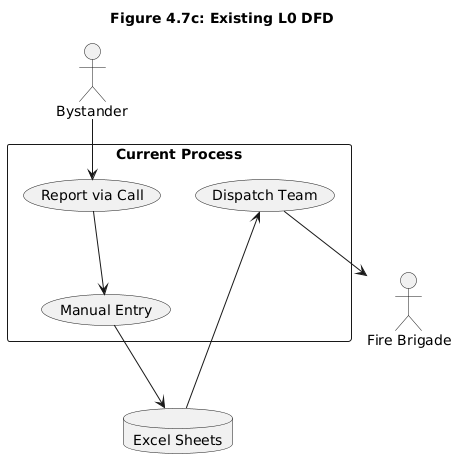 Figure 4.7c: Existing L0 DFD
Bystander
Current Process
Report via Call
Dispatch Team
Manual Entry
Fire Brigade
Excel Sheets